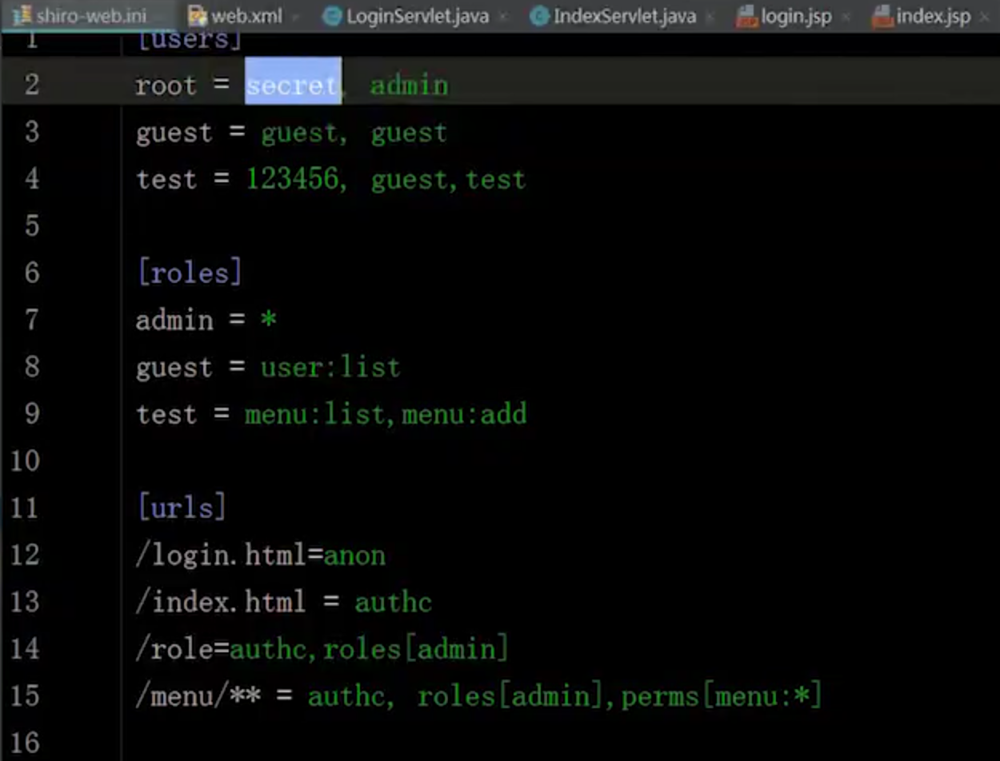 shiro-web.ini web.xml LoginServlet.java IndexServlet.java login.jsp index.jsp
1 [users]
2 root = secret, admin
3 guest = guest, guest
4 test = 123456, guest,test
5
6 [roles]
7 admin = *
8 guest = user:list
9 test = menu:list,menu:add
10
11 [urls]
12 /login.html=anon
13 /index.html = authc
14 /role=authc,roles[admin]
15 /menu/** = authc, roles[admin],perms[menu:*]
16